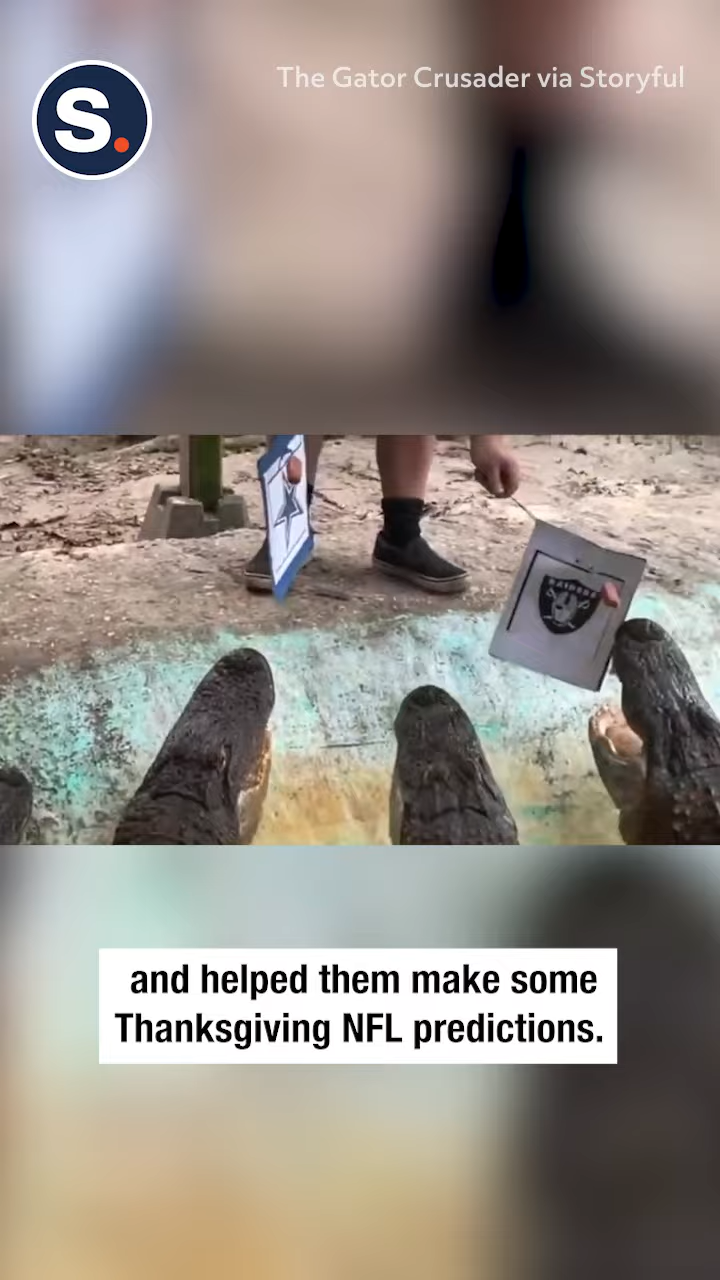 The Gator Crusader via Storyful
S.
RAIDERS
and helped them make some
Thanksgiving NFL predictions.